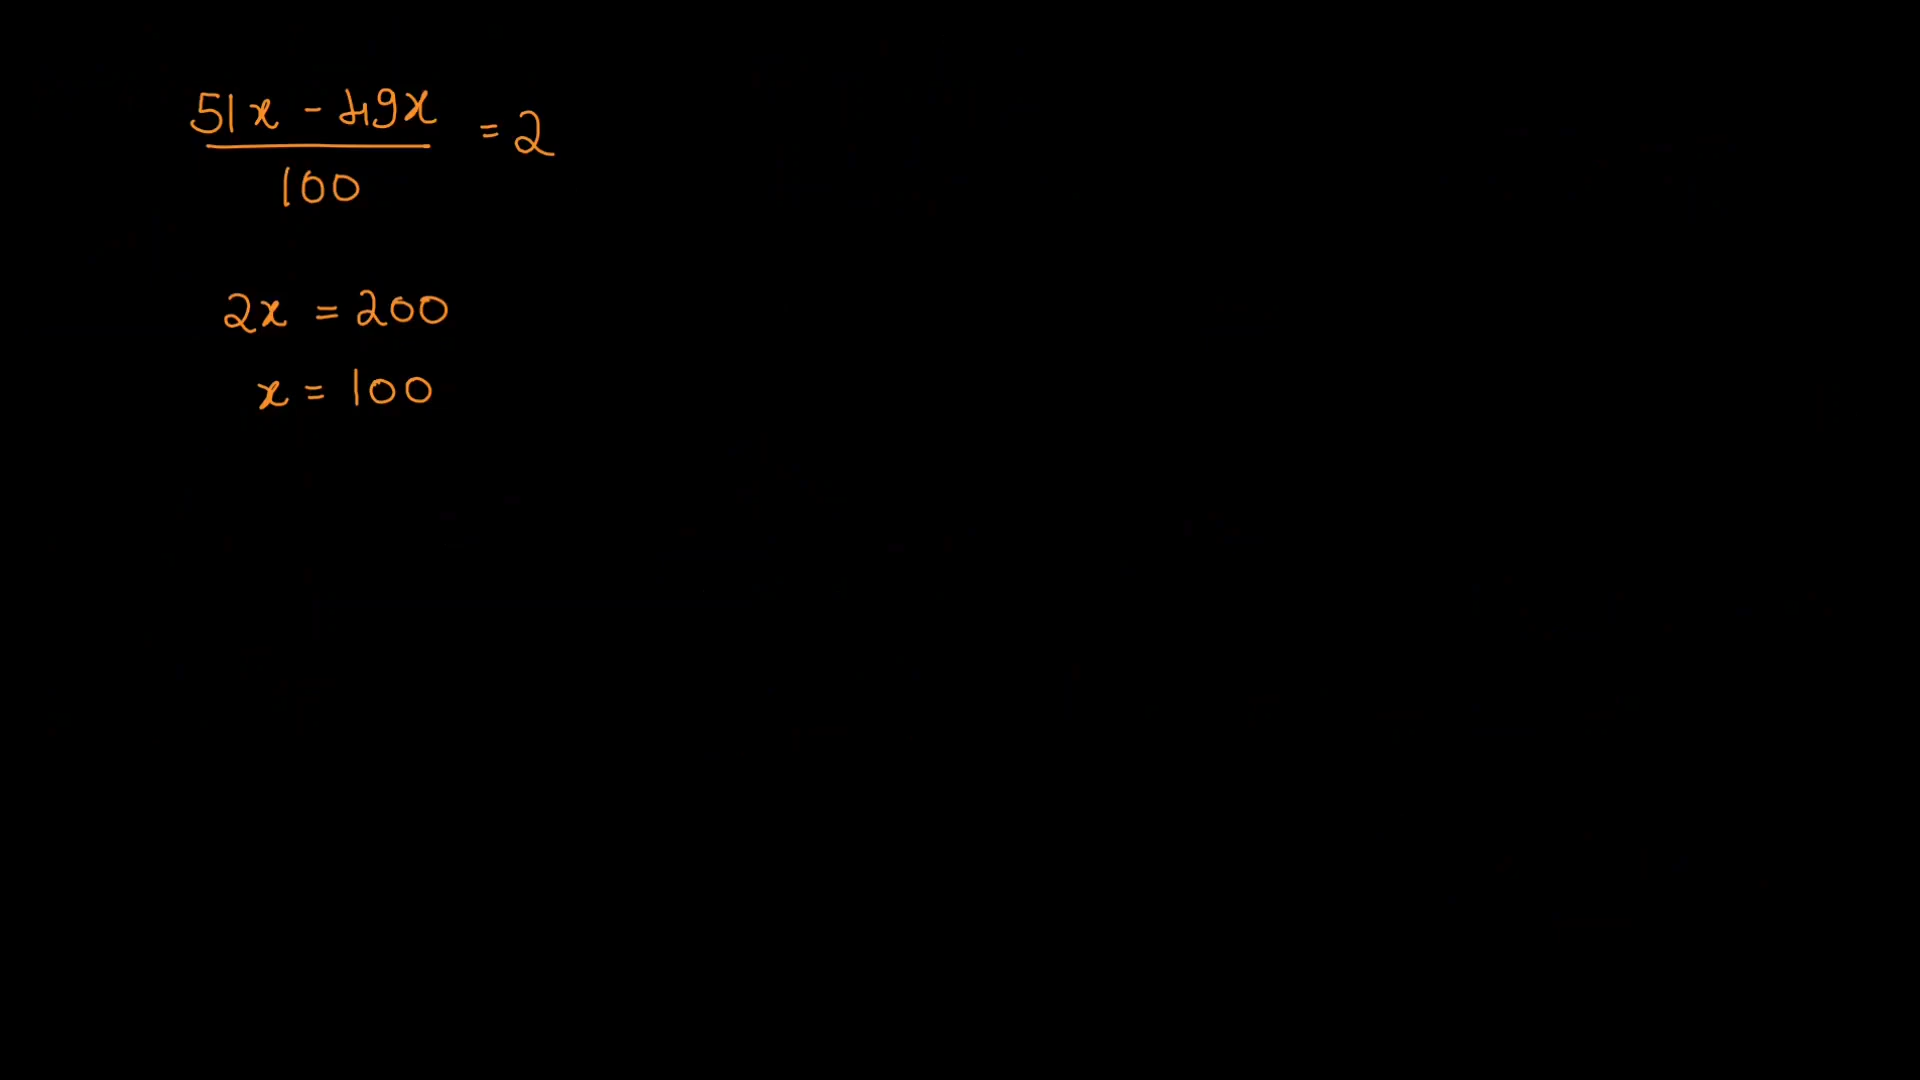 51x - 49x
= 2
100
2x = 200
x = 100